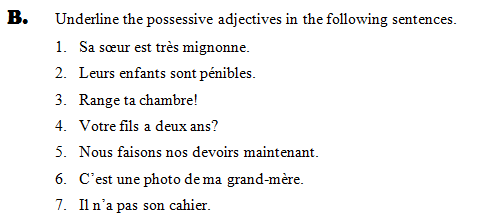 B. Underline the possessive adjectives in the following sentences.
1. Sa sœur est très mignonne.
2. Leurs enfants sont pénibles.
3. Range ta chambre!
4. Votre fils a deux ans?
5. Nous faisons nos devoirs maintenant.
6. C'est une photo de ma grand-mère.
7. Il n'a pas son cahier.